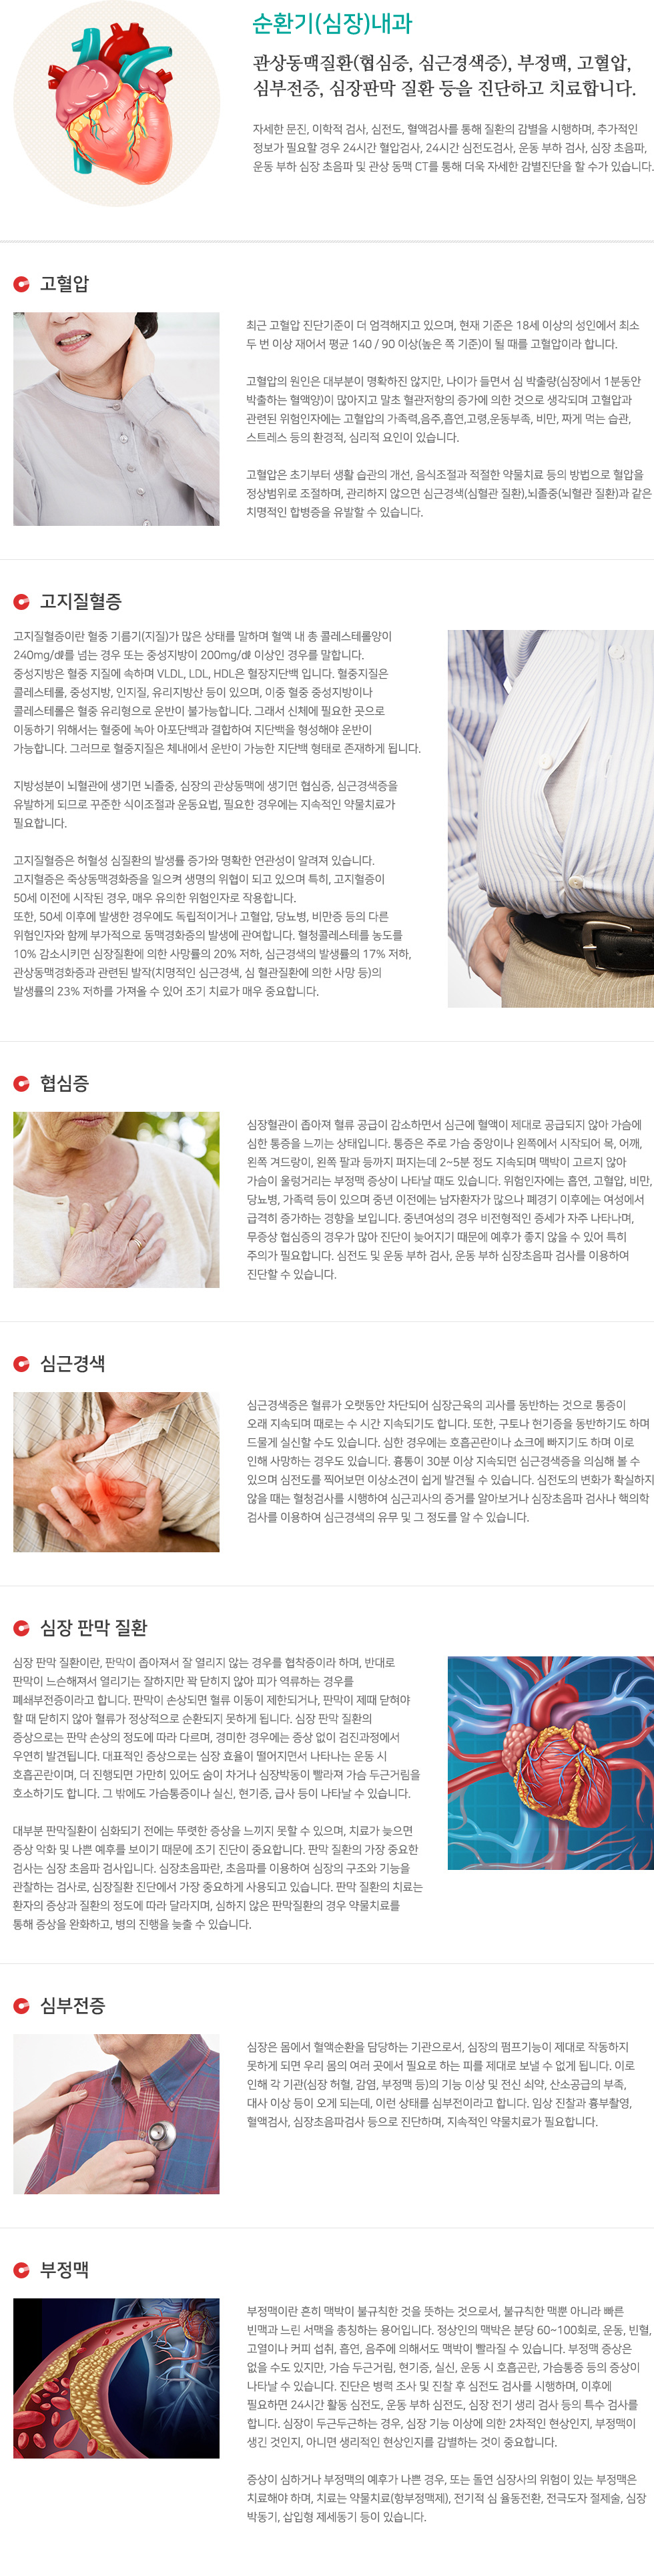 순환기(심장)내과
관상동맥질환(협심증, 심근경색증), 부정맥, 고혈압,
심부전증, 심장판막 질환 등을 진단하고 치료합니다.
자세한 문진, 이학적 검사, 심전도, 혈액검사를 통해 질환의 감별을 시행하며, 추가적인
정보가 필요할 경우 24시간 혈압검사, 24시간 심전도검사, 운동 부하 검사, 심장 초음파,
운동 부하 심장 초음파 및 관상 동맥 CT를 통해 더욱 자세한 감별진단을 할 수가 있습니다.
고혈압
최근 고혈압 진단기준이 더 엄격해지고 있으며, 현재 기준은 18세 이상의 성인에서 최소
두 번 이상 재어서 평균 140 / 90 이상(높은 쪽 기준)이 될 때를 고혈압이라 합니다.
고혈압의 원인은 대부분이 명확하진 않지만, 나이가 들면서 심 박출량(심장에서 1분동안
박출하는 혈액양)이 많아지고 말초 혈관저항의 증가에 의한 것으로 생각되며 고혈압과
관련된 위험인자에는 고혈압의 가족력,음주,흡연,고령,운동부족, 비만, 짜게 먹는 습관,
스트레스 등의 환경적, 심리적 요인이 있습니다.
고혈압은 초기부터 생활 습관의 개선, 음식조절과 적절한 약물치료 등의 방법으로 혈압을
정상범위로 조절하며, 관리하지 않으면 심근경색(심혈관 질환),뇌졸중(뇌혈관 질환)과 같은
치명적인 합병증을 유발할 수 있습니다.
고지질혈증
고지질혈증이란 혈중 기름기(지질)가 많은 상태를 말하며 혈액 내 총 콜레스테롤양이
240mg/㎗를 넘는 경우 또는 중성지방이 200mg/㎗ 이상인 경우를 말합니다.
중성지방은 혈중 지질에 속하며 VLDL, LDL, HDL은 혈장지단백 입니다. 혈중지질은
콜레스테롤, 중성지방, 인지질, 유리지방산 등이 있으며, 이중 혈중 중성지방이나
콜레스테롤은 혈중 유리형으로 운반이 불가능합니다. 그래서 신체에 필요한 곳으로
이동하기 위해서는 혈중에 녹아 아포단백과 결합하여 지단백을 형성해야 운반이
가능합니다. 그러므로 혈중지질은 체내에서 운반이 가능한 지단백 형태로 존재하게 됩니다.
지방성분이 뇌혈관에 생기면 뇌졸중, 심장의 관상동맥에 생기면 협심증, 심근경색증을
유발하게 되므로 꾸준한 식이조절과 운동요법, 필요한 경우에는 지속적인 약물치료가
필요합니다.
고지질혈증은 허혈성 심질환의 발생률 증가와 명확한 연관성이 알려져 있습니다.
고지혈증은 죽상동맥경화증을 일으켜 생명의 위협이 되고 있으며 특히, 고지혈증이
50세 이전에 시작된 경우, 매우 유의한 위험인자로 작용합니다.
또한, 50세 이후에 발생한 경우에도 독립적이거나 고혈압, 당뇨병, 비만증 등의 다른
위험인자와 함께 부가적으로 동맥경화증의 발생에 관여합니다. 혈청콜레스테롤 농도를
10% 감소시키면 심장질환에 의한 사망률의 20% 저하, 심근경색의 발생률의 17% 저하,
관상동맥경화증과 관련된 발작(치명적인 심근경색, 심 혈관질환에 의한 사망 등)의
발생률의 23% 저하를 가져올 수 있어 조기 치료가 매우 중요합니다.
협심증
심장혈관이 좁아져 혈류 공급이 감소하면서 심근에 혈액이 제대로 공급되지 않아 가슴에
심한 통증을 느끼는 상태입니다. 통증은 주로 가슴 중앙이나 왼쪽에서 시작되어 목, 어깨,
왼쪽 겨드랑이, 왼쪽 팔과 등까지 퍼지는데 2~5분 정도 지속되며 맥박이 고르지 않아
가슴이 울렁거리는 부정맥 증상이 나타날 때도 있습니다. 위험인자에는 흡연, 고혈압, 비만,
당뇨병, 가족력 등이 있으며 중년 이전에는 남자환자가 많으나 폐경기 이후에는 여성에서
급격히 증가하는 경향을 보입니다. 중년여성의 경우 비전형적인 증세가 자주 나타나며,
무증상 협심증의 경우가 많아 진단이 늦어지기 때문에 예후가 좋지 않을 수 있어 특히
주의가 필요합니다. 심전도 및 운동 부하 검사, 운동 부하 심장초음파 검사를 이용하여
진단할 수 있습니다.
심근경색
심근경색증은 혈류가 오랫동안 차단되어 심장근육의 괴사를 동반하는 것으로 통증이
오래 지속되며 때로는 수 시간 지속되기도 합니다. 또한, 구토나 현기증을 동반하기도 하며
드물게 실신할 수도 있습니다. 심한 경우에는 호흡곤란이나 쇼크에 빠지기도 하며 이로
인해 사망하는 경우도 있습니다. 흉통이 30분 이상 지속되면 심근경색증을 의심해 볼 수
있으며 심전도를 찍어보면 이상소견이 쉽게 발견될 수 있습니다. 심전도의 변화가 확실하지
않을 때는 혈청검사를 시행하여 심근괴사의 증거를 알아보거나 심장초음파 검사나 핵의학
검사를 이용하여 심근경색의 유무 및 그 정도를 알 수 있습니다.
심장 판막 질환
심장 판막 질환이란, 판막이 좁아져서 잘 열리지 않는 경우를 협착증이라 하며, 반대로
판막이 느슨해져서 열리기는 잘하지만 꽉 닫히지 않아 피가 역류하는 경우를
폐쇄부전증이라고 합니다. 판막이 손상되면 혈류 이동이 제한되거나, 판막이 제때 닫혀야
할 때 닫히지 않아 혈류가 정상적으로 순환되지 못하게 됩니다. 심장 판막 질환의
증상으로는 판막 손상의 정도에 따라 다르며, 경미한 경우에는 증상 없이 검진과정에서
우연히 발견됩니다. 대표적인 증상으로는 심장 효율이 떨어지면서 나타나는 운동 시
호흡곤란이며, 더 진행되면 가만히 있어도 숨이 차거나 심장박동이 빨라져 가슴 두근거림을
호소하기도 합니다. 그 밖에도 가슴통증이나 실신, 현기증, 급사 등이 나타날 수 있습니다.
대부분 판막질환이 심화되기 전에는 뚜렷한 증상을 느끼지 못할 수 있으며, 치료가 늦으면
증상 악화 및 나쁜 예후를 보이기 때문에 조기 진단이 중요합니다. 판막 질환의 가장 중요한
검사는 심장 초음파 검사입니다. 심장초음파란, 초음파를 이용하여 심장의 구조와 기능을
관찰하는 검사로, 심장질환 진단에서 가장 중요하게 사용되고 있습니다. 판막 질환의 치료는
환자의 증상과 질환의 정도에 따라 달라지며, 심하지 않은 판막질환의 경우 약물치료를
통해 증상을 완화하고, 병의 진행을 늦출 수 있습니다.
심부전증
심장은 몸에서 혈액순환을 담당하는 기관으로서, 심장의 펌프기능이 제대로 작동하지
못하게 되면 우리 몸의 여러 곳에서 필요로 하는 피를 제대로 보낼 수 없게 됩니다. 이로
인해 각 기관(심장 허혈, 감염, 부정맥 등)의 기능 이상 및 전신 쇠약, 산소공급의 부족,
대사 이상 등이 오게 되는데, 이런 상태를 심부전이라고 합니다. 임상 진찰과 흉부촬영,
혈액검사, 심장초음파검사 등으로 진단하며, 지속적인 약물치료가 필요합니다.
부정맥
부정맥이란 흔히 맥박이 불규칙한 것을 뜻하는 것으로서, 불규칙한 맥뿐 아니라 빠른
빈맥과 느린 서맥을 총칭하는 용어입니다. 정상인의 맥박은 분당 60~100회로, 운동, 빈혈,
고열이나 커피 섭취, 흡연, 음주에 의해서도 맥박이 빨라질 수 있습니다. 부정맥 증상은
없을 수도 있지만, 가슴 두근거림, 현기증, 실신, 운동 시 호흡곤란, 가슴통증 등의 증상이
나타날 수 있습니다. 진단은 병력 조사 및 진찰 후 심전도 검사를 시행하며, 이후에
필요하면 24시간 활동 심전도, 운동 부하 심전도, 심장 전기 생리 검사 등의 특수 검사를
합니다. 심장이 두근두근하는 경우, 심장 기능 이상에 의한 2차적인 현상인지, 부정맥이
생긴 것인지, 아니면 생리적인 현상인지를 감별하는 것이 중요합니다.
증상이 심하거나 부정맥의 예후가 나쁜 경우, 또는 돌연 심장사의 위험이 있는 부정맥은
치료해야 하며, 치료는 약물치료(항부정맥제), 전기적 심 율동전환, 전극도자 절제술, 심장
박동기, 삽입형 제세동기 등이 있습니다.